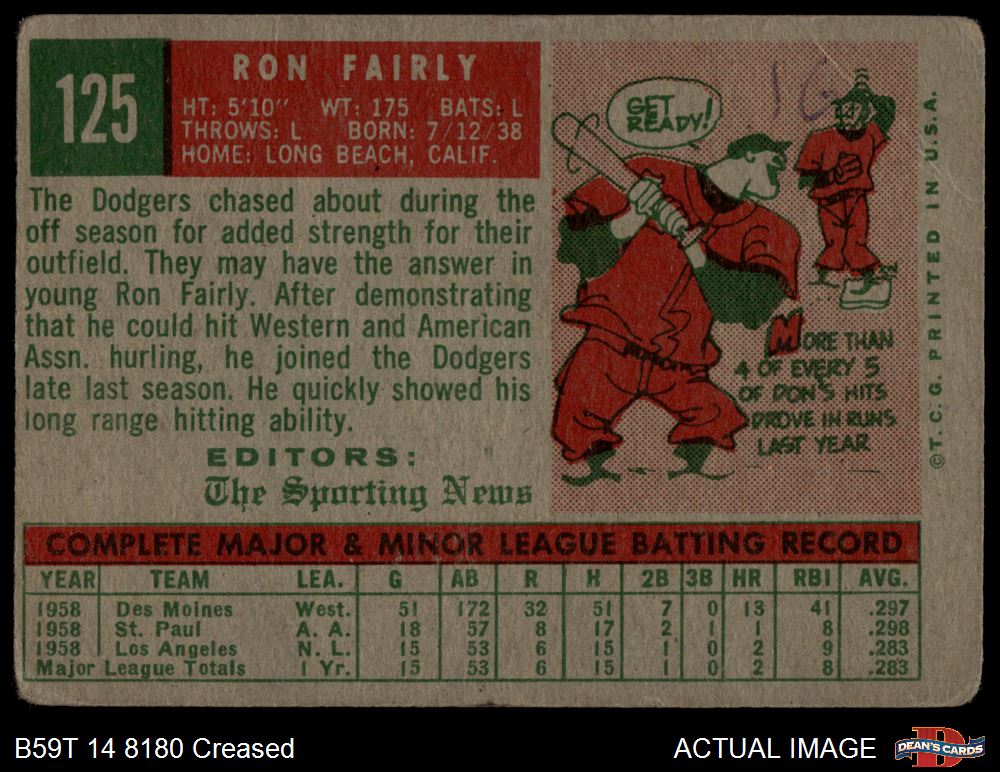 125
RON FAIRLY
HT: 5'10" WT: 175 BATS: L
THROWS: L BORN: 7/12/38
HOME: LONG BEACH, CALIF.
The Dodgers chased about during the
off season for added strength for their
outfield. They may have the answer in
young Ron Fairly. After demonstrating
that he could hit Western and American
Assn. hurling, he joined the Dodgers
late last season. He quickly showed his
long range hitting ability.
EDITORS:
The Sporting News
GET
READY!
16
MORE THAN
4 OF EVERY 5
OF DON'S HITS
DROVE IN RUNS
LAST YEAR
©T.C.G. PRINTED IN U.S.A.
COMPLETE MAJOR & MINOR LEAGUE BATTING RECORD
YEAR TEAM LEA. G AB R H 2B 3B HR RBI AVG.
1958 Des Moines West. 51 172 32 51 7 0 13 41 .297
1958 St. Paul A. A. 18 57 8 17 2 1 1 8 .298
1958 Los Angeles N. L. 15 53 6 15 1 0 2 9 .283
Major League Totals 1 Yr. 15 53 6 15 1 0 2 8 .283
B59T 14 8180 Creased
ACTUAL IMAGE
DEAN'S CARDS